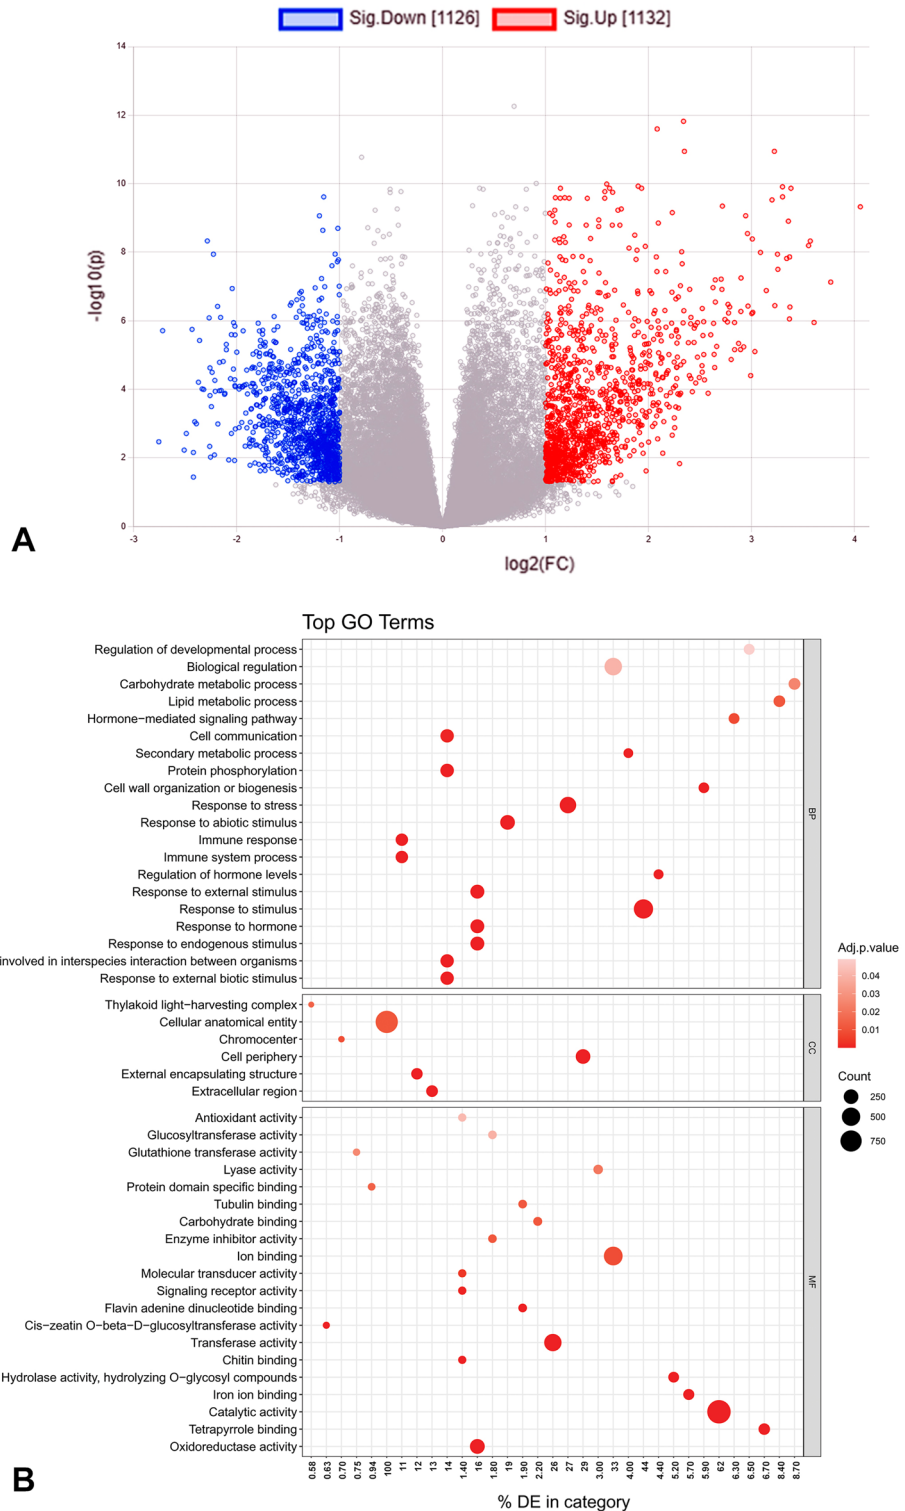 Sig.Down [1126] Sig.Up [1132]
14
12
10
8
6
4
2
0
-log10(p)
-3 -2 -1 0 1 2 3 4
log2(FC)
A
Top GO Terms
Regulation of developmental process
Biological regulation
Carbohydrate metabolic process
Lipid metabolic process
Hormone−mediated signaling pathway
Cell communication
Secondary metabolic process
Protein phosphorylation
Cell wall organization or biogenesis
Response to stress
Response to abiotic stimulus
Immune response
Immune system process
Regulation of hormone levels
Response to external stimulus
Response to stimulus
Response to hormone
Response to endogenous stimulus
involved in interspecies interaction between organisms
Response to external biotic stimulus
BP
Thylakoid light−harvesting complex
Cellular anatomical entity
Chromocenter
Cell periphery
External encapsulating structure
Extracellular region
CC
Antioxidant activity
Glucosyltransferase activity
Glutathione transferase activity
Lyase activity
Protein domain specific binding
Tubulin binding
Carbohydrate binding
Enzyme inhibitor activity
Ion binding
Molecular transducer activity
Signaling receptor activity
Flavin adenine dinucleotide binding
Cis−zeatin O−beta−D−glucosyltransferase activity
Transferase activity
Chitin binding
Hydrolase activity, hydrolyzing O−glycosyl compounds
Iron ion binding
Catalytic activity
Tetrapyrrole binding
Oxidoreductase activity
MF
0.58 0.63 0.70 0.75 0.94 100 11 12 13 14 1.40 16 1.80 19 1.90 2.20 26 27 29 3.00 33 4.00 44 4.40 5.20 5.70 5.90 62 6.30 6.50 6.70 8.40 8.70
% DE in category
Adj.p.value
0.04
0.03
0.02
0.01
Count
250
500
750
B